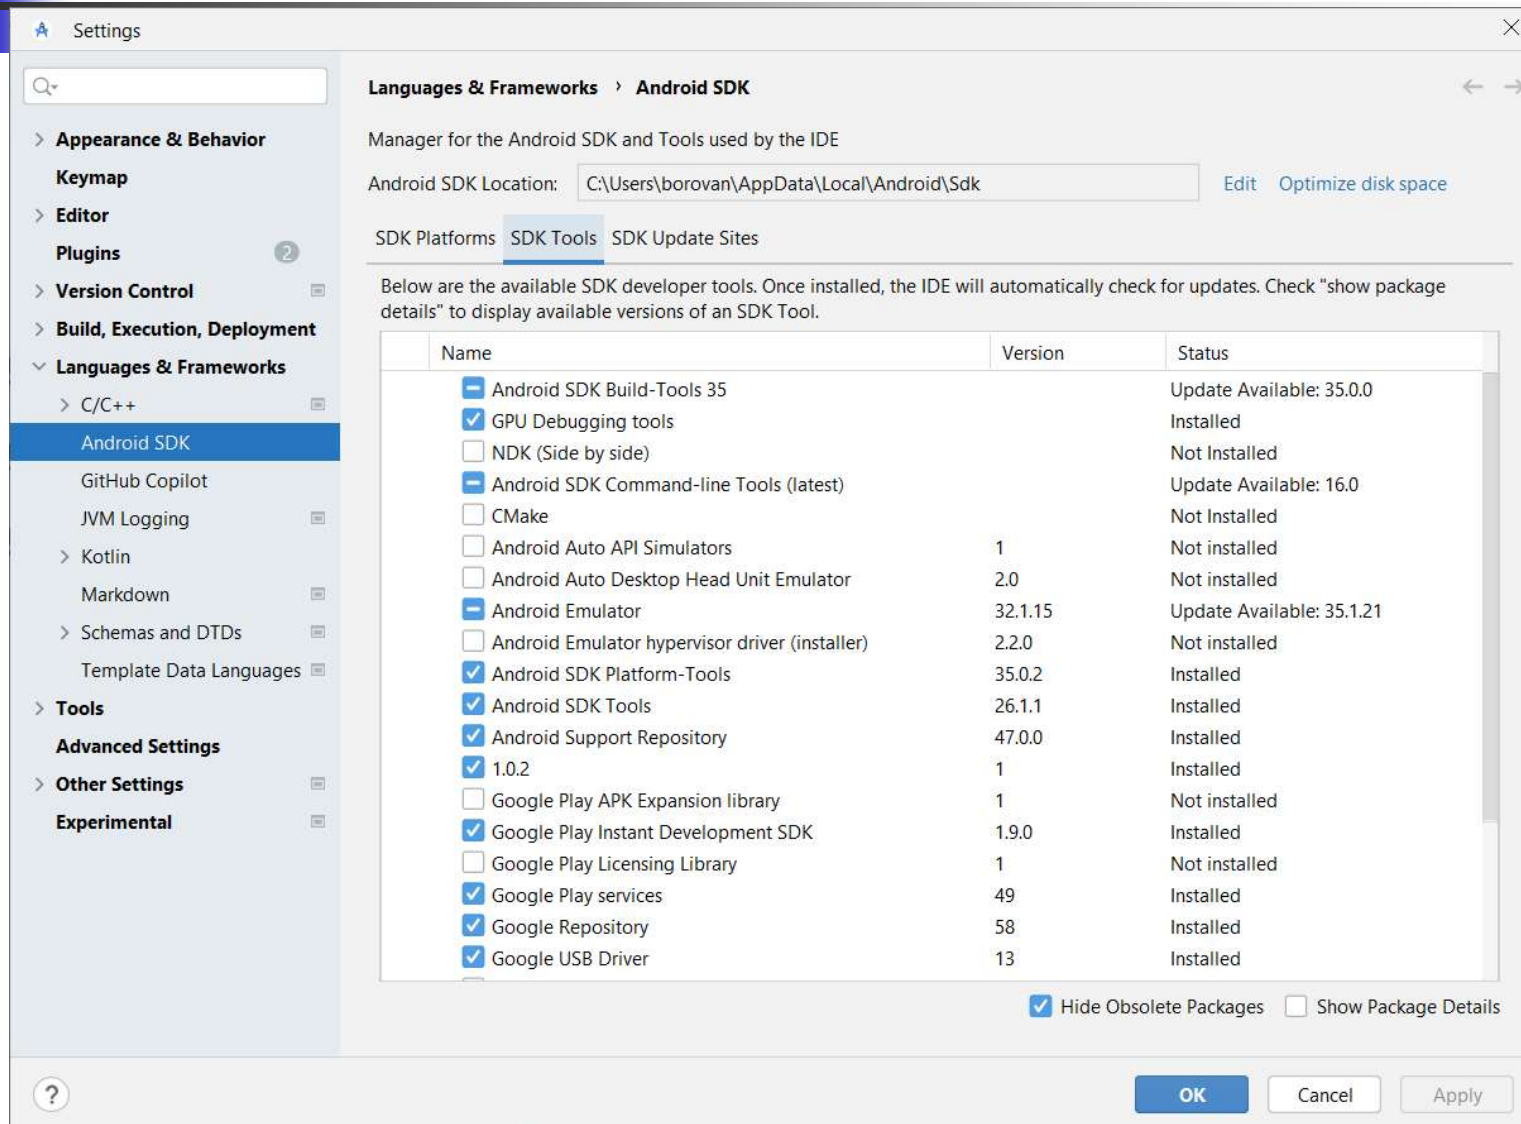 Settings
Appearance & Behavior
Keymap
Editor
Plugins 2
Version Control
Build, Execution, Deployment
Languages & Frameworks
C/C++
Android SDK
GitHub Copilot
JVM Logging
Kotlin
Markdown
Schemas and DTDs
Template Data Languages
Tools
Advanced Settings
Other Settings
Experimental
Languages & Frameworks › Android SDK
Manager for the Android SDK and Tools used by the IDE
Android SDK Location: C:\Users\borovan\AppData\Local\Android\Sdk Edit Optimize disk space
SDK Platforms SDK Tools SDK Update Sites
Below are the available SDK developer tools. Once installed, the IDE will automatically check for updates. Check "show package
details" to display available versions of an SDK Tool.
Name Version Status
Android SDK Build-Tools 35 Update Available: 35.0.0
GPU Debugging tools Installed
NDK (Side by side) Not Installed
Android SDK Command-line Tools (latest) Update Available: 16.0
CMake Not Installed
Android Auto API Simulators 1 Not installed
Android Auto Desktop Head Unit Emulator 2.0 Not installed
Android Emulator 32.1.15 Update Available: 35.1.21
Android Emulator hypervisor driver (installer) 2.2.0 Not installed
Android SDK Platform-Tools 35.0.2 Installed
Android SDK Tools 26.1.1 Installed
Android Support Repository 47.0.0 Installed
1.0.2 1 Installed
Google Play APK Expansion library 1 Not installed
Google Play Instant Development SDK 1.9.0 Installed
Google Play Licensing Library 1 Not installed
Google Play services 49 Installed
Google Repository 58 Installed
Google USB Driver 13 Installed
Hide Obsolete Packages Show Package Details
? OK Cancel Apply